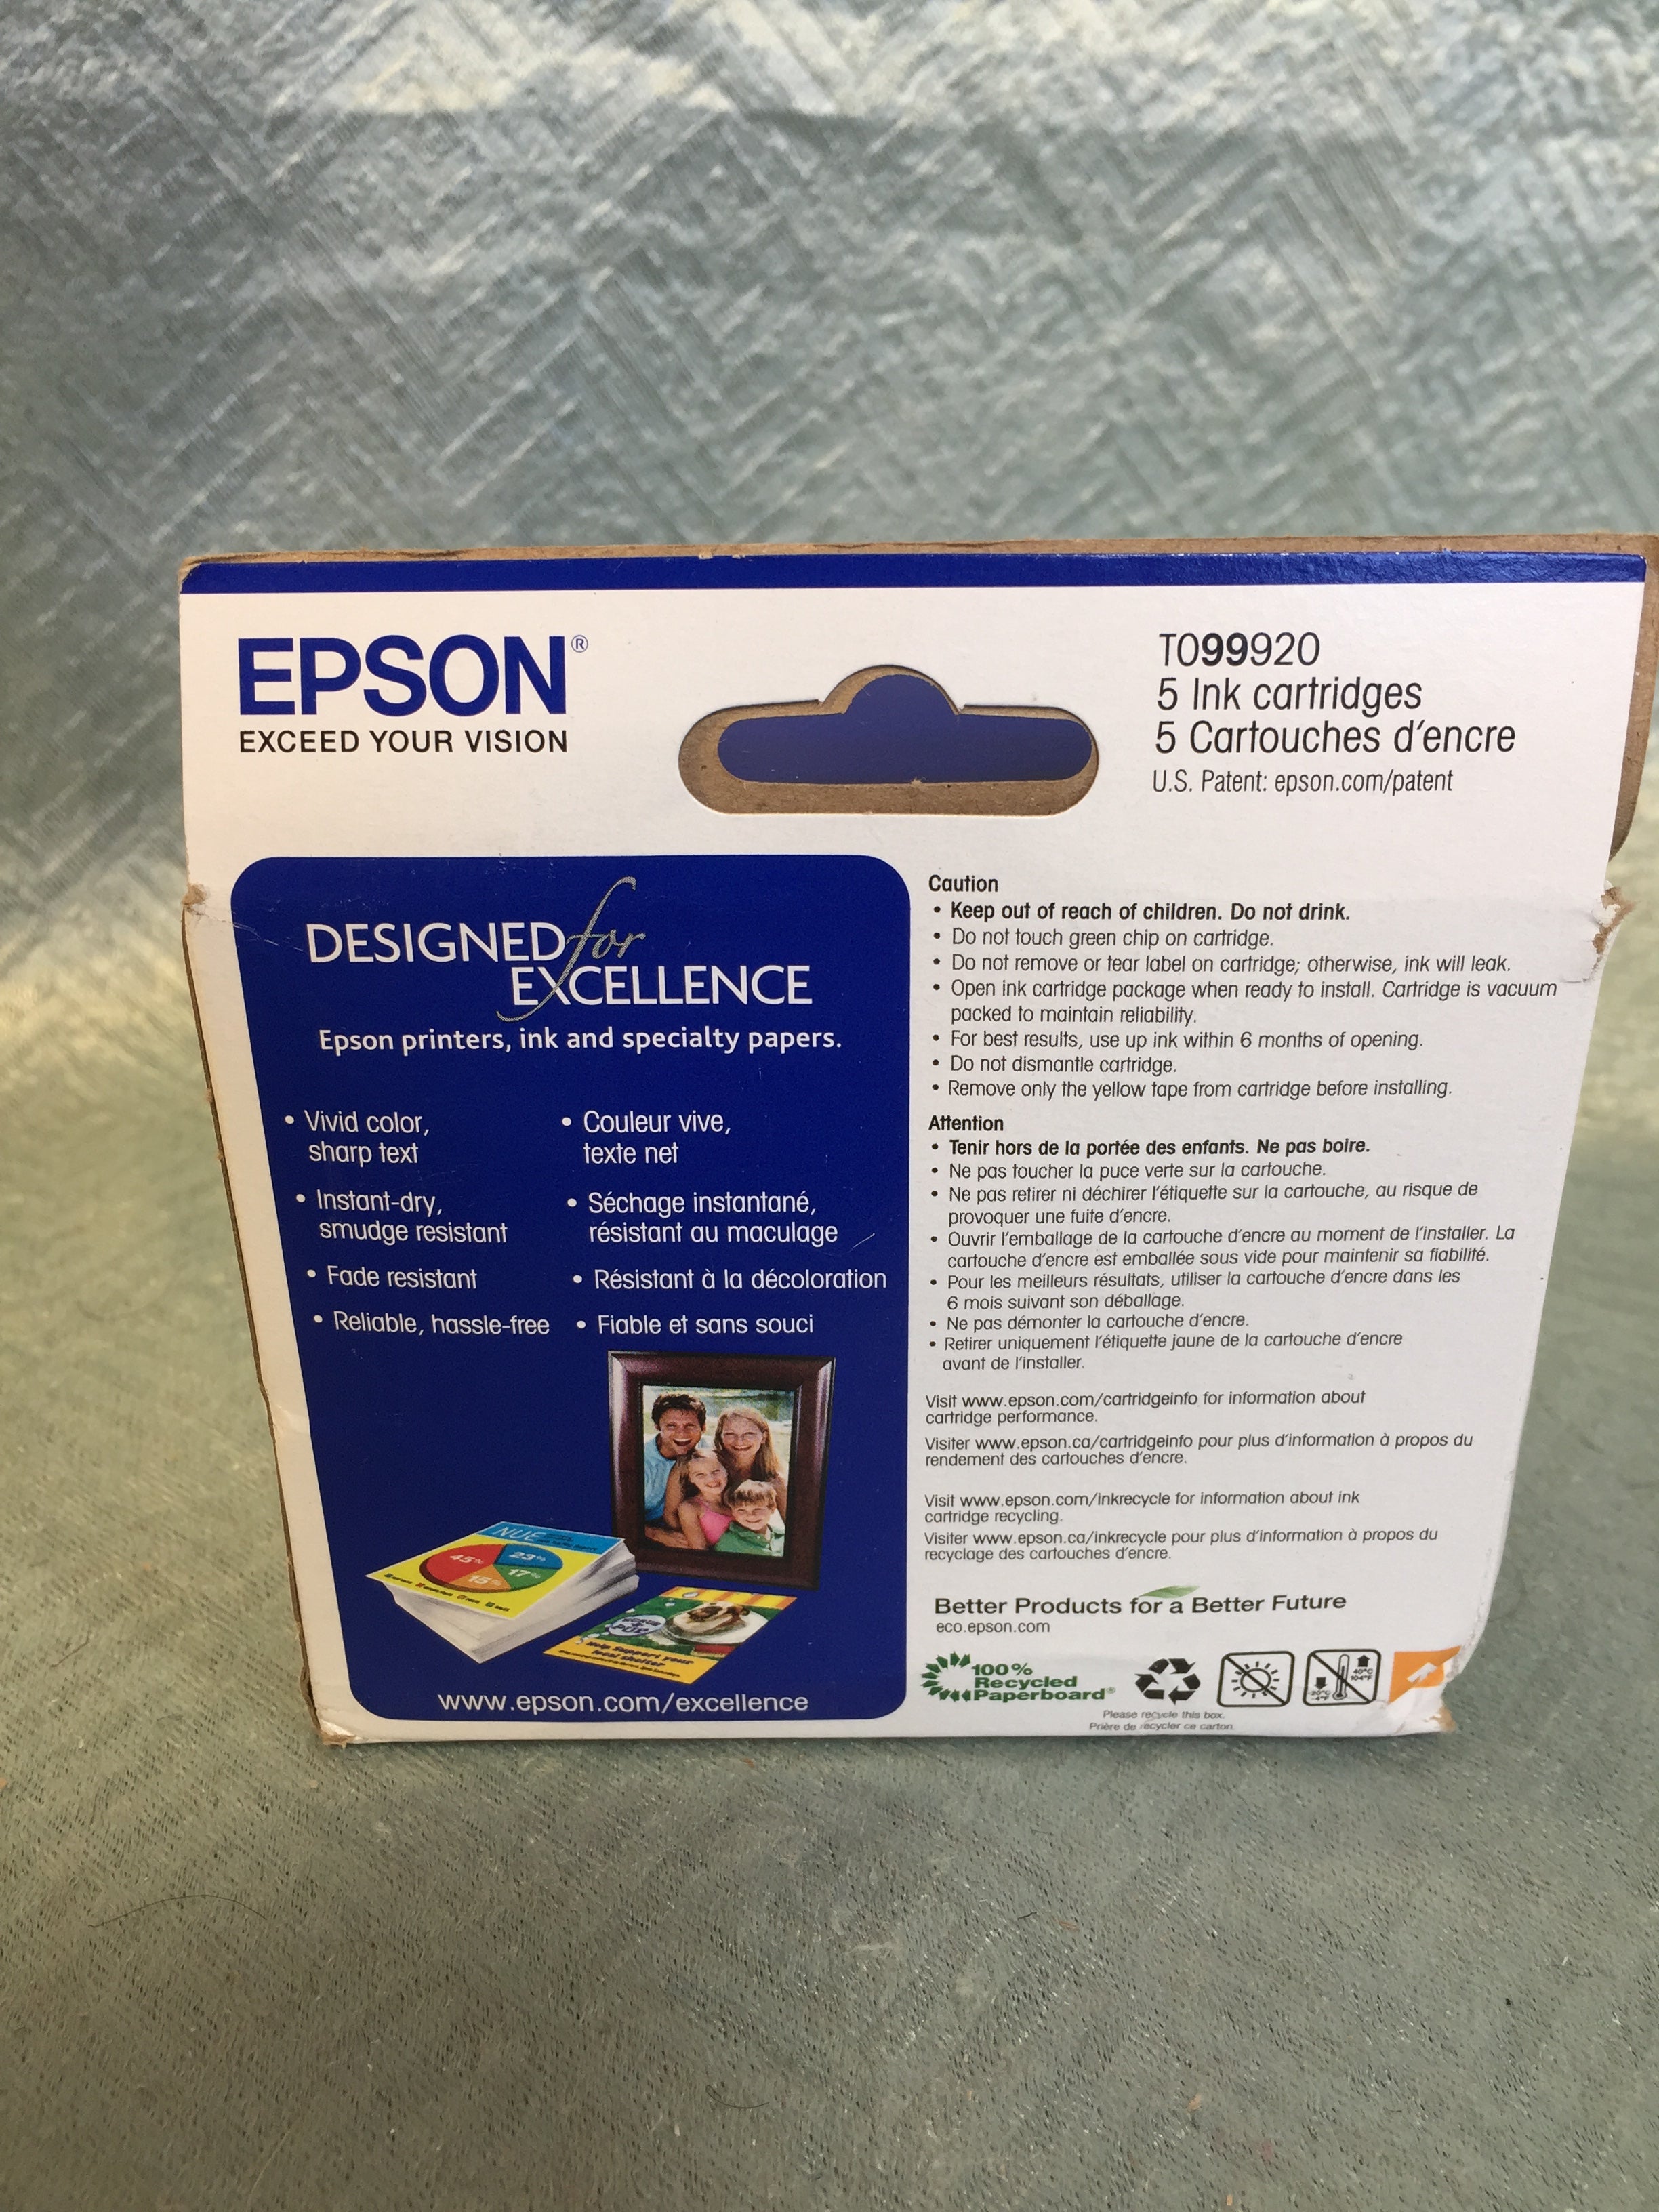 EPSON®
EXCEED YOUR VISION
T099920
5 Ink cartridges
5 Cartouches d'encre
U.S. Patent: epson.com/patent
DESIGNED for
EXCELLENCE
Epson printers, ink and specialty papers.
• Vivid color,
sharp text
• Instant-dry,
smudge resistant
• Fade resistant
• Reliable, hassle-free
• Couleur vive,
texte net
• Séchage instantané,
résistant au maculage
• Résistant à la décoloration
• Fiable et sans souci
NUE
45%
23%
17%
15%
Help Support your
local shelter
www.epson.com/excellence
Caution
• Keep out of reach of children. Do not drink.
• Do not touch green chip on cartridge.
• Do not remove or tear label on cartridge; otherwise, ink will leak.
• Open ink cartridge package when ready to install. Cartridge is vacuum
packed to maintain reliability.
• For best results, use up ink within 6 months of opening.
• Do not dismantle cartridge.
• Remove only the yellow tape from cartridge before installing.
Attention
• Tenir hors de la portée des enfants. Ne pas boire.
• Ne pas toucher la puce verte sur la cartouche.
• Ne pas retirer ni déchirer l'étiquette sur la cartouche, au risque de
provoquer une fuite d'encre.
• Ouvrir l'emballage de la cartouche d'encre au moment de l'installer. La
cartouche d'encre est emballée sous vide pour maintenir sa fiabilité.
• Pour les meilleurs résultats, utiliser la cartouche d'encre dans les
6 mois suivant son déballage.
• Ne pas démonter la cartouche d'encre.
• Retirer uniquement l'étiquette jaune de la cartouche d'encre
avant de l'installer.
Visit www.epson.com/cartridgeinfo for information about
cartridge performance.
Visiter www.epson.ca/cartridgeinfo pour plus d'information à propos du
rendement des cartouches d'encre.
Visit www.epson.com/inkrecycle for information about ink
cartridge recycling.
Visiter www.epson.ca/inkrecycle pour plus d'information à propos du
recyclage des cartouches d'encre.
Better Products for a Better Future
eco.epson.com
100%
Recycled
Paperboard®
40°C
104°F
-20°C
-4°F
Please recycle this box.
Prière de recycler ce carton.